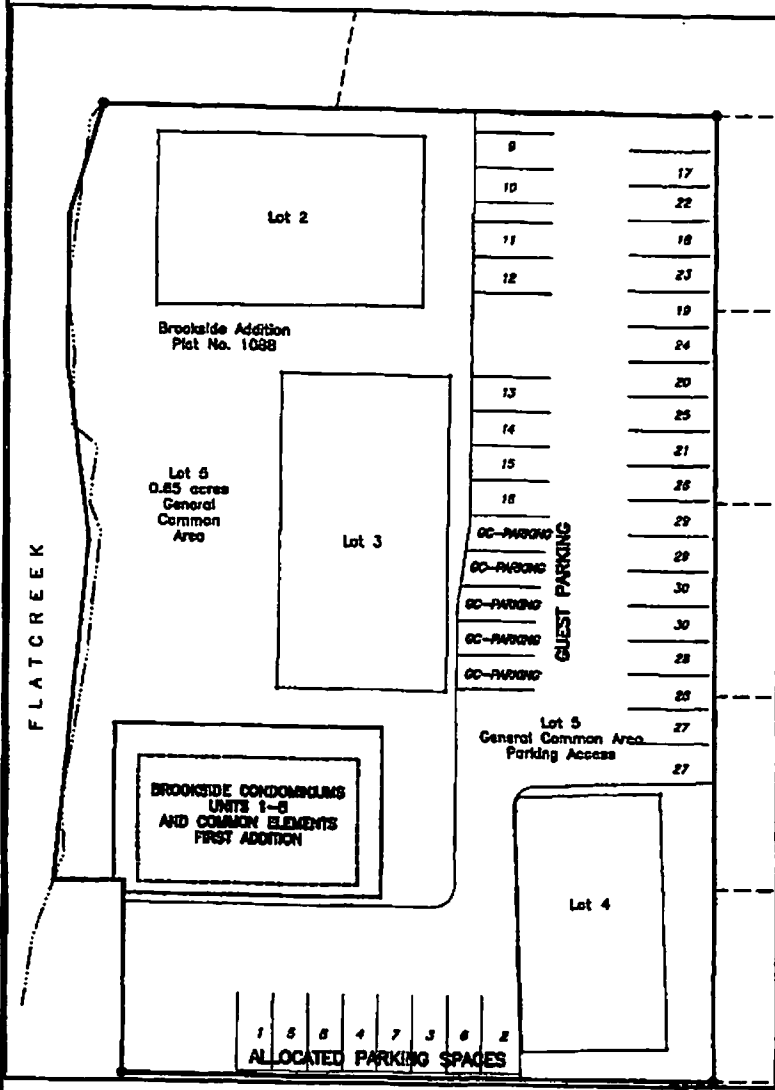 Lot 2
Brookside Addition
Plat No. 1088
Lot 5
0.65 acres
General
Common
Area
Lot 3
FLATCREEK
BROOKSIDE CONDOMINIUMS
UNITS 1-8
AND COMMON ELEMENTS
FIRST ADDITION
9
10
11
12
13
14
15
16
GC-PARKING
GC-PARKING
GC-PARKING
GC-PARKING
GC-PARKING
GUEST PARKING
17
22
18
23
19
24
20
25
21
26
29
29
30
30
28
28
27
27
Lot 5
General Common Area
Parking Access
Lot 4
1 5 8 4 7 3 6 2
ALLOCATED PARKING SPACES